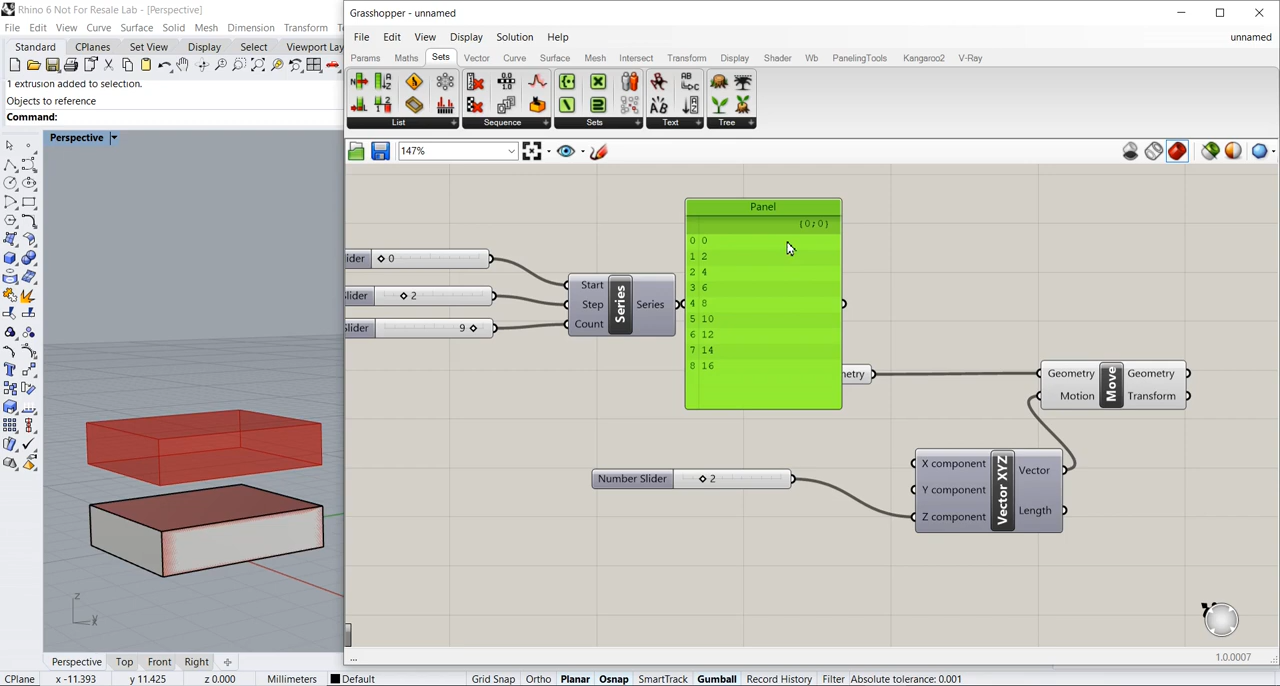 Rhino 6 Not For Resale Lab - [Perspective]
File Edit View Curve Surface Solid Mesh Dimension Transform
Standard CPlanes Set View Display Select Viewport Lay
1 extrusion added to selection.
Objects to reference
Command:
Perspective
z
x
Perspective Top Front Right
CPlane x -11.393 y 11.425 z 0.000 Millimeters Default Grid Snap Ortho Planar Osnap SmartTrack Gumball Record History Filter Absolute tolerance: 0.001
Grasshopper - unnamed
File Edit View Display Solution Help unnamed
Params Maths Sets Vector Curve Surface Mesh Intersect Transform Display Shader Wb PanelingTools Kangaroo2 V-Ray
List Sequence Sets Text Tree
147%
Panel
{0;0}
0 0
1 2
2 4
3 6
4 8
5 10
6 12
7 14
8 16
ider 0
lider 2
lider 9
Start
Step
Count
Series
Series
metry
Geometry
Motion
Move
Geometry
Transform
Number Slider 2
X component
Y component
Z component
Vector XYZ
Vector
Length
...
1.0.0007